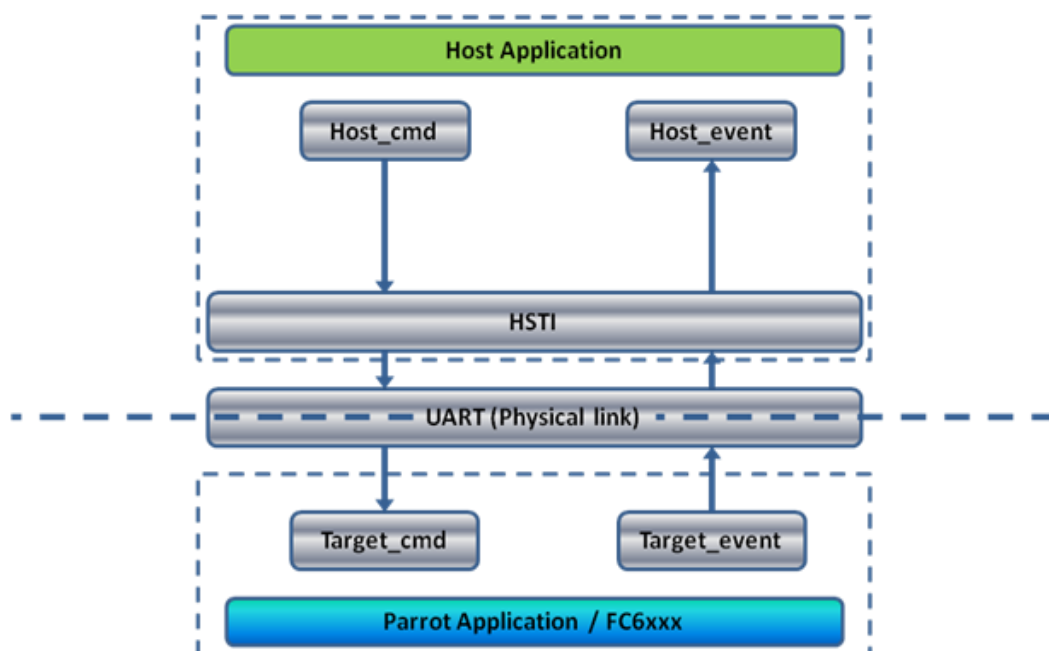 Host Application
Host_cmd
Host_event
HSTI
UART (Physical link)
Target_cmd
Target_event
Parrot Application / FC6xxx